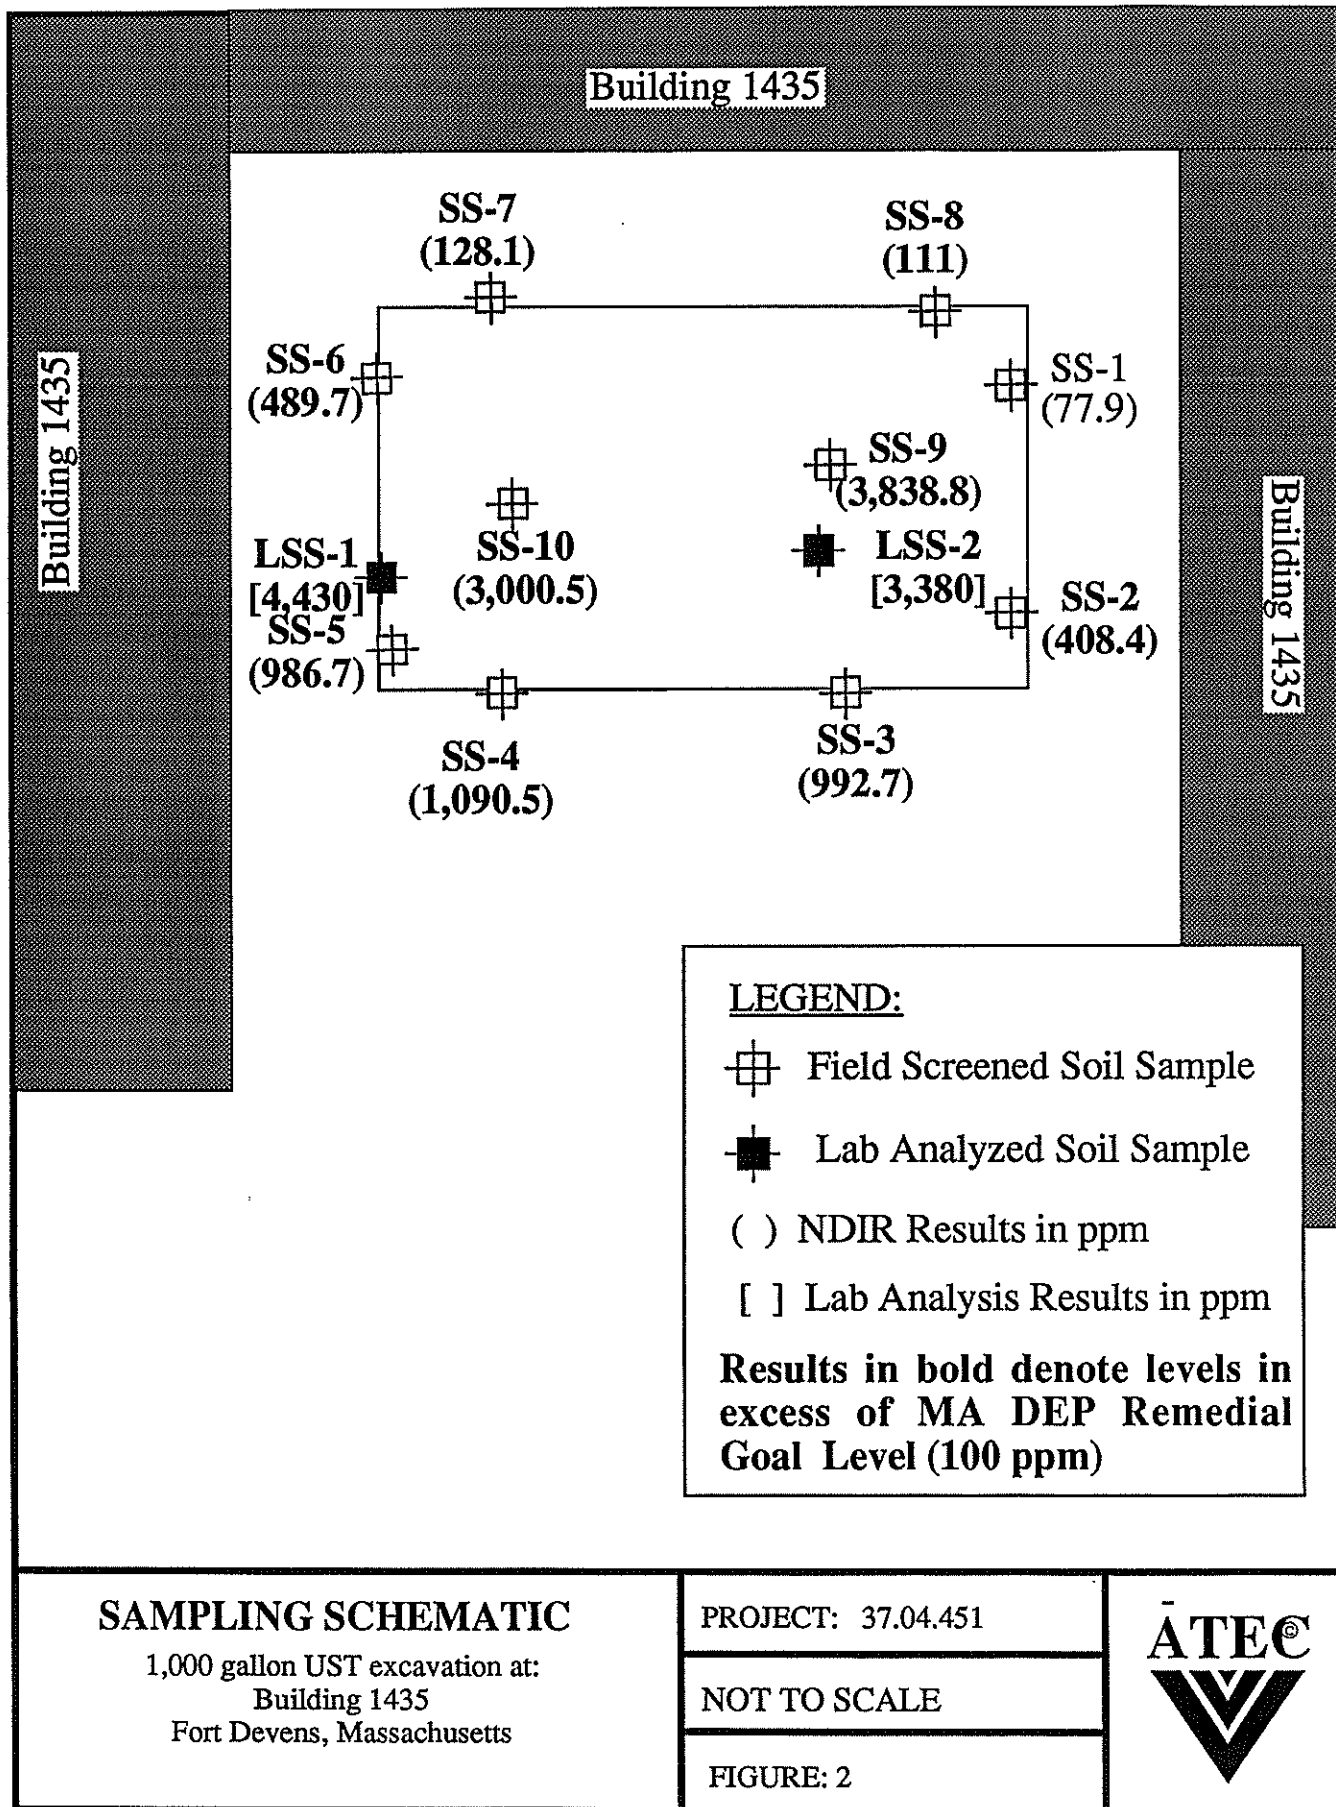 Building 1435
SS-7
(128.1)
SS-8
(111)
SS-6
(489.7)
SS-1
(77.9)
Building 1435
SS-9
(3,838.8)
SS-10
(3,000.5)
LSS-1
[4,430]
LSS-2
[3,380]
Building 1435
SS-2
(408.4)
SS-5
(986.7)
SS-4
(1,090.5)
SS-3
(992.7)
LEGEND:
Field Screened Soil Sample
Lab Analyzed Soil Sample
( ) NDIR Results in ppm
[ ] Lab Analysis Results in ppm
Results in bold denote levels in
excess of MA DEP Remedial
Goal Level (100 ppm)
SAMPLING SCHEMATIC
1,000 gallon UST excavation at:
Building 1435
Fort Devens, Massachusetts
PROJECT: 37.04.451
NOT TO SCALE
FIGURE: 2
ĀTEC©